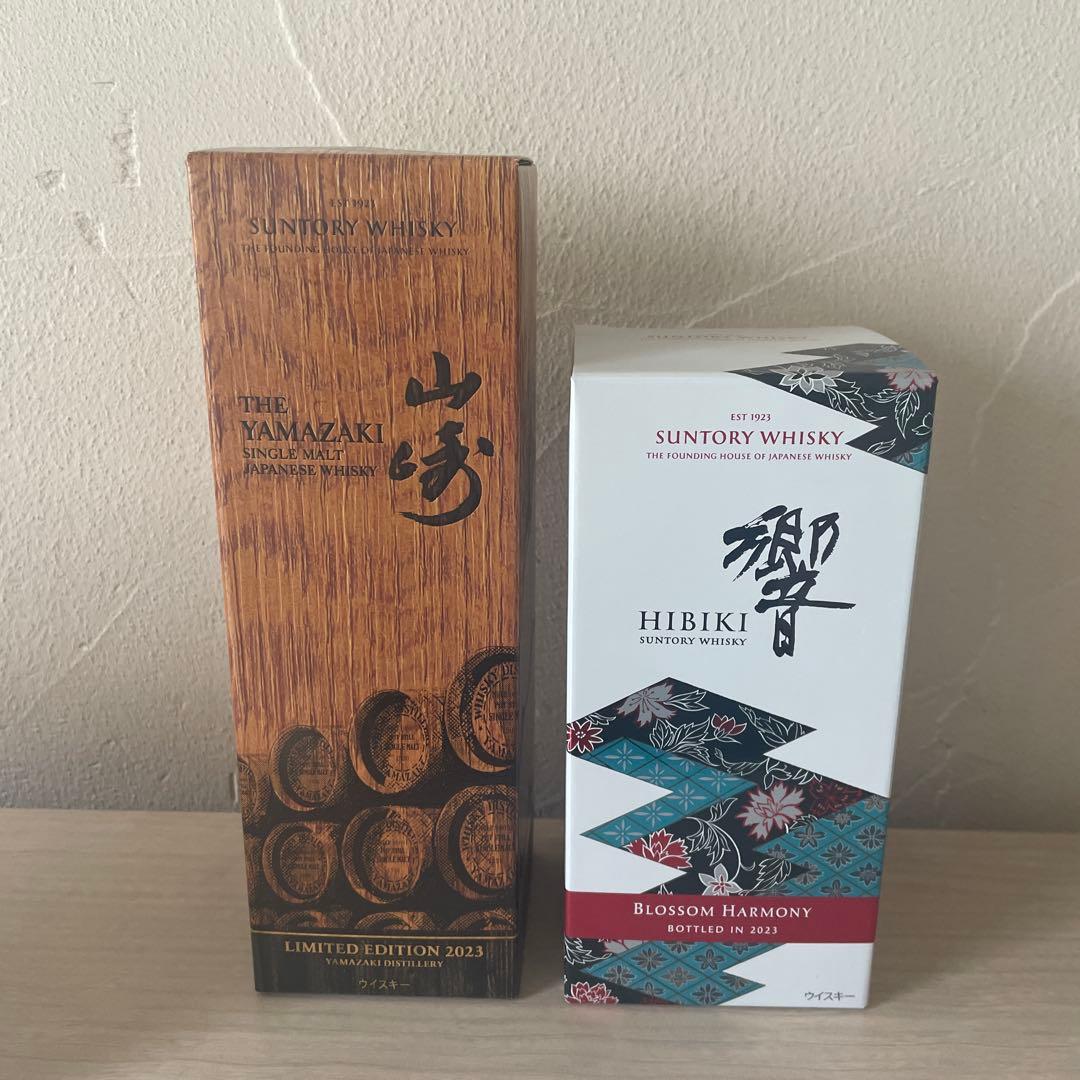 EST 1923
SUNTORY WHISKY
THE FOUNDING HOUSE OF JAPANESE WHISKY
THE
YAMAZAKI
SINGLE MALT
JAPANESE WHISKY
山崎
LIMITED EDITION 2023
YAMAZAKI DISTILLERY
ウイスキー
EST 1923
SUNTORY WHISKY
THE FOUNDING HOUSE OF JAPANESE WHISKY
響
HIBIKI
SUNTORY WHISKY
BLOSSOM HARMONY
BOTTLED IN 2023
ウイスキー